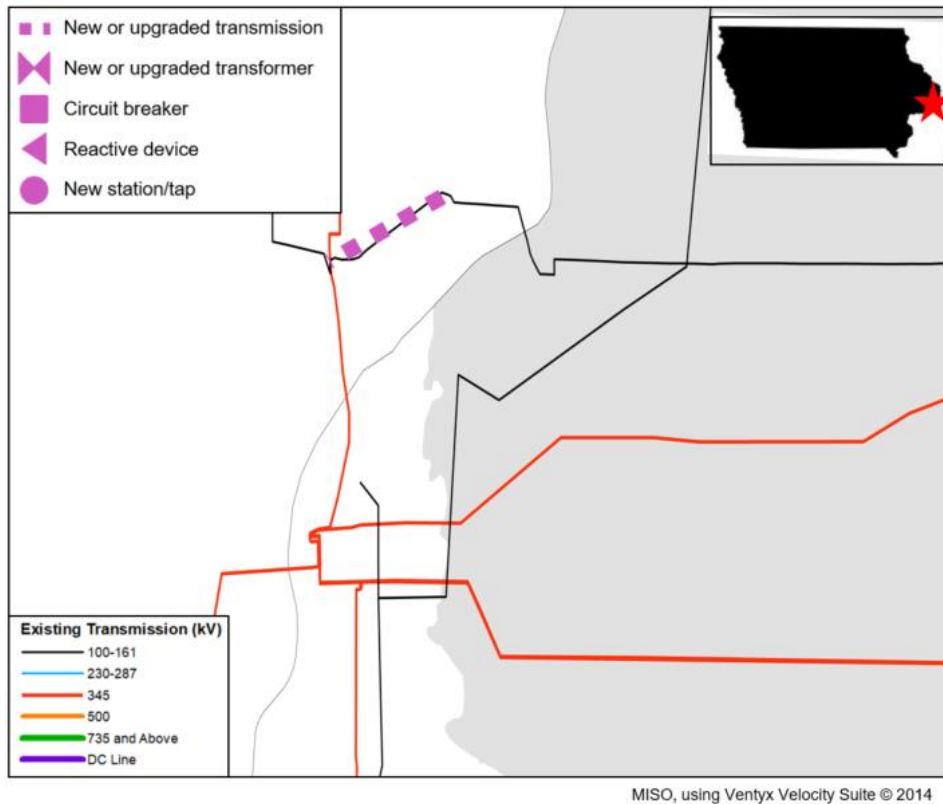 New or upgraded transmission
New or upgraded transformer
Circuit breaker
Reactive device
New station/tap
Existing Transmission (kV)
100-161
230-287
345
500
735 and Above
DC Line
MISO, using Ventyx Velocity Suite © 2014